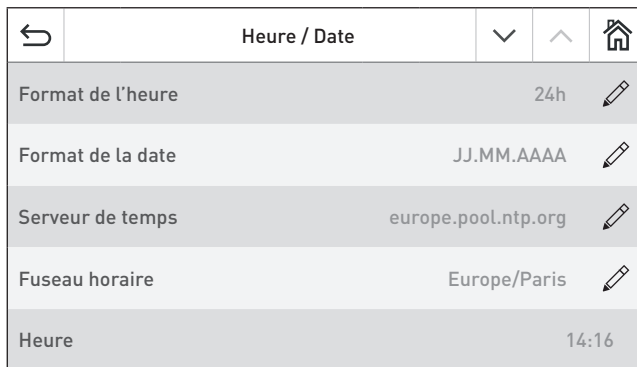 Heure / Date
Format de l’heure 24h
Format de la date JJ.MM.AAAA
Serveur de temps europe.pool.ntp.org
Fuseau horaire Europe/Paris
Heure 14:16